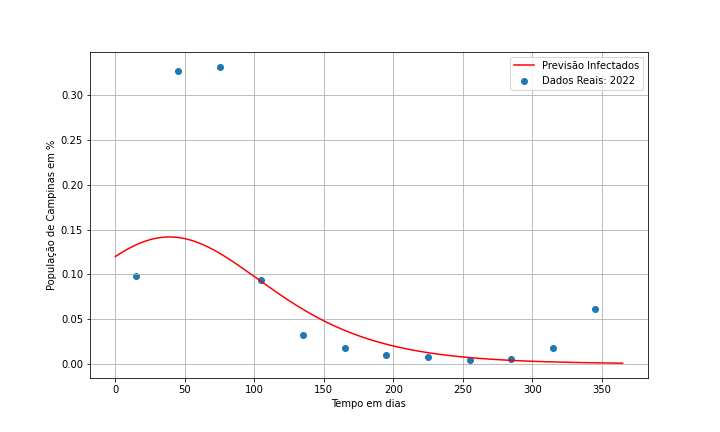 Previsão Infectados
Dados Reais: 2022
População de Campinas em %
0.30
0.25
0.20
0.15
0.10
0.05
0.00
0 50 100 150 200 250 300 350
Tempo em dias